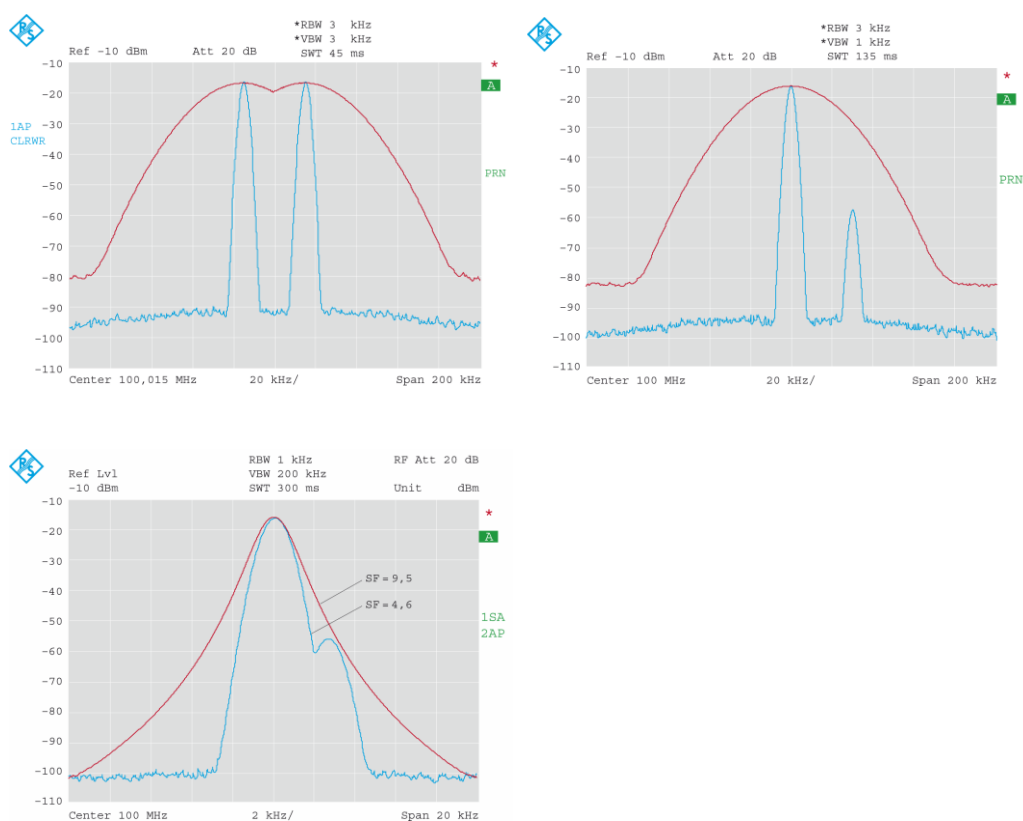 R&S
*RBW 3 kHz
*VBW 3 kHz
Ref -10 dBm Att 20 dB SWT 45 ms
-10
-20
-30
-40
-50
-60
-70
-80
-90
-100
-110
1AP
CLRWR
*
A
PRN
Center 100,015 MHz 20 kHz/ Span 200 kHz
R&S
*RBW 3 kHz
*VBW 1 kHz
Ref -10 dBm Att 20 dB SWT 135 ms
-10
-20
-30
-40
-50
-60
-70
-80
-90
-100
-110
*
A
PRN
Center 100 MHz 20 kHz/ Span 200 kHz
R&S
RBW 1 kHz RF Att 20 dB
Ref Lvl VBW 200 kHz
-10 dBm SWT 300 ms Unit dBm
-10
-20
-30
-40
-50
-60
-70
-80
-90
-100
-110
SF = 9,5
SF = 4,6
*
A
1SA
2AP
Center 100 MHz 2 kHz/ Span 20 kHz